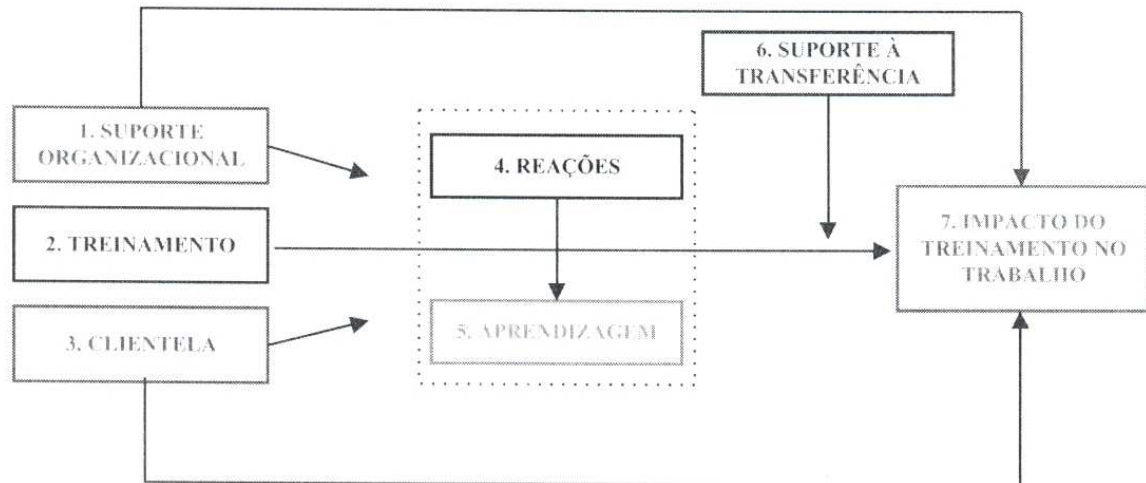 6. SUPORTE À
TRANSFERÊNCIA
1. SUPORTE
ORGANIZACIONAL
4. REAÇÕES
2. TREINAMENTO
7. IMPACTO DO
TREINAMENTO NO
TRABALHO
3. CLIENTELA
5. APRENDIZAGEM